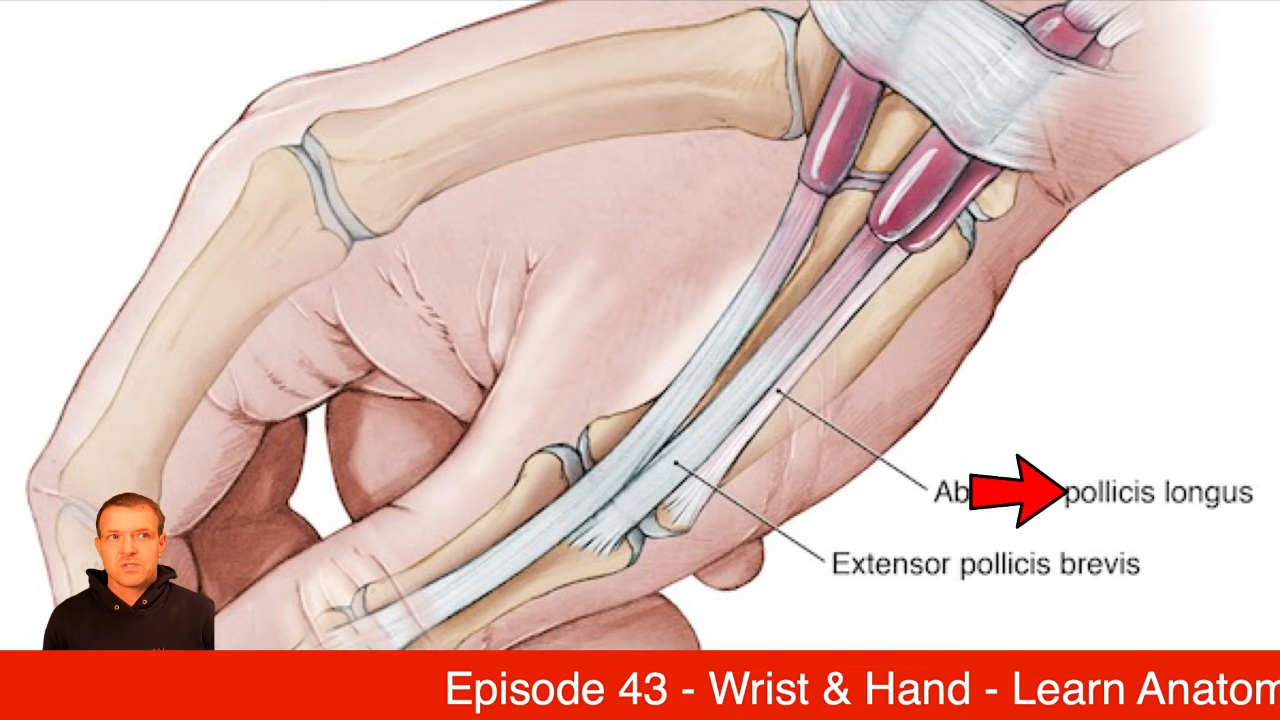 Ab pollicis longus
Extensor pollicis brevis
Episode 43 - Wrist & Hand - Learn Anatom